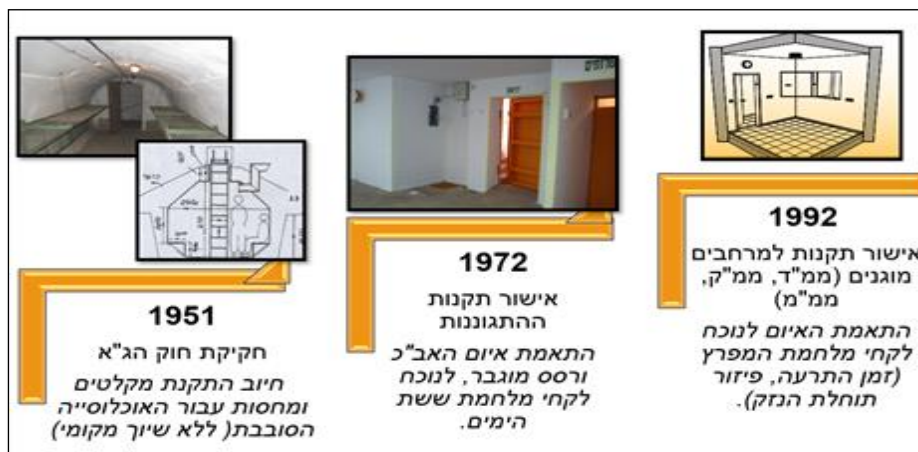 1951
חקיקת חוק הג"א
חיוב התקנת מקלטים
ומחסות עבור האוכלוסייה
הסובבת( ללא שיוך מקומי)
1972
אישור תקנות
ההתגוננות
התאמת איום האב"כ
ורסס מוגבר, לנוכח
לקחי מלחמת ששת
הימים.
1992
אישור תקנות למרחבים
מוגנים (ממ"ד, ממ"ק,
ממ"מ)
התאמת האיום לנוכח
לקחי מלחמת המפרץ
(זמן התרעה, פיזור
תוחלת הנזק).